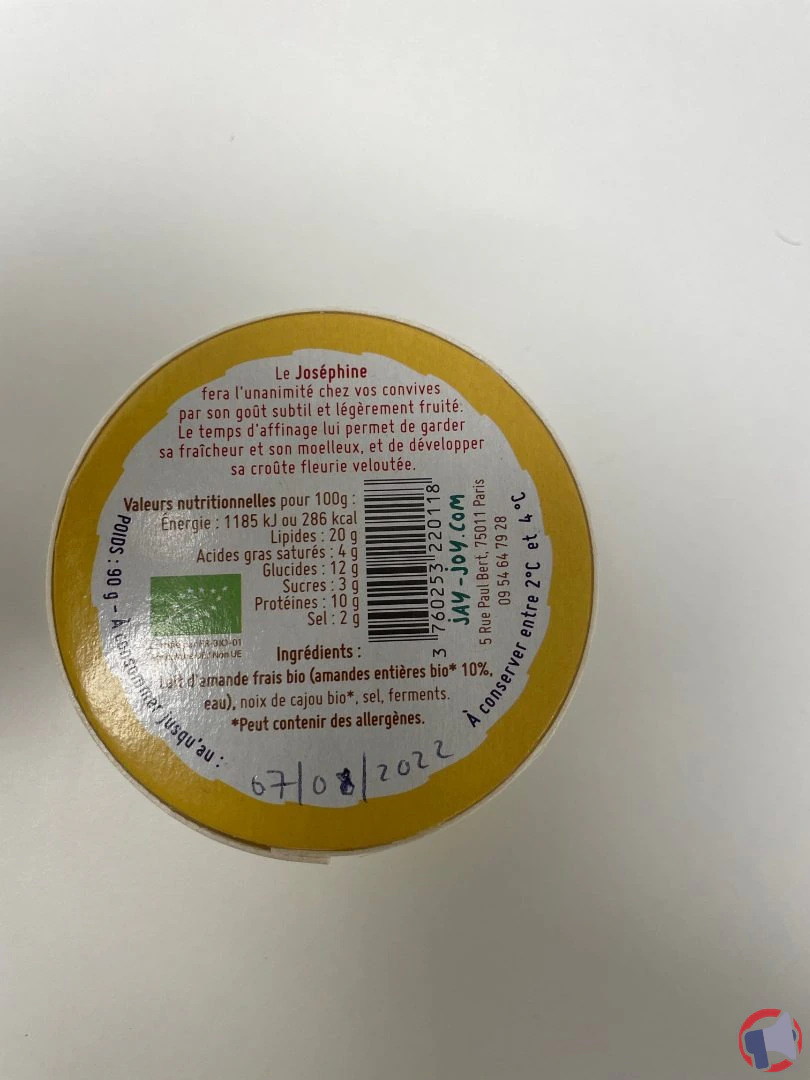 Le Joséphine
fera l'unanimité chez vos convives
par son goût subtil et légèrement fruité.
Le temps d'affinage lui permet de garder
sa fraîcheur et son moelleux, et de développer
sa croûte fleurie veloutée.
Valeurs nutritionnelles pour 100g :
Énergie : 1185 kJ ou 286 kcal
Lipides : 20 g
Acides gras saturés : 4 g
Glucides : 12 g
Sucres : 3 g
Protéines : 10 g
Sel : 2 g
3 760253 220118
JAY-JOY.COM
5 Rue Paul Bert, 75011 Paris
09 54 64 79 28
FR-BIO-01
Non UE
Ingrédients :
Lait d'amande frais bio (amandes entières bio* 10%,
eau), noix de cajou bio*, sel, ferments.
*Peut contenir des allergènes.
POIDS : 90 g - À consommer jusqu'au :
07/08/2022
À conserver entre 2°C et 4°C